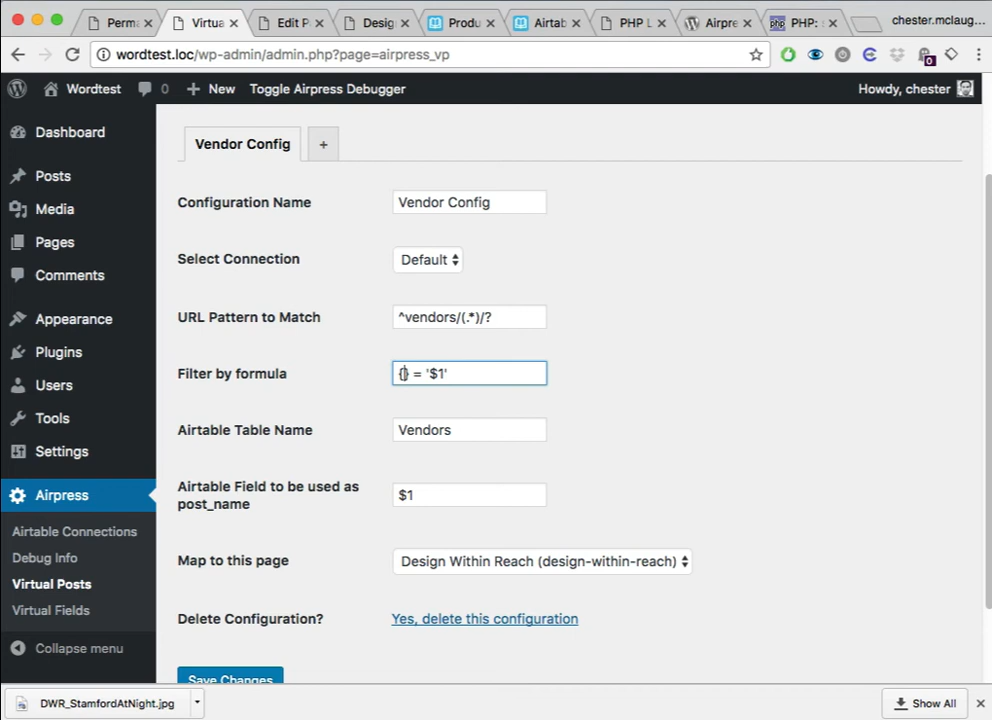 Perma
Virtua
Edit P
Desig
Produ
Airtab
PHP L
Airpre
PHP:
chester.mclaug...
wordtest.loc/wp-admin/admin.php?page=airpress_vp
Wordtest
0
New
Toggle Airpress Debugger
Howdy, chester
Dashboard
Posts
Media
Pages
Comments
Appearance
Plugins
Users
Tools
Settings
Airpress
Airtable Connections
Debug Info
Virtual Posts
Virtual Fields
Collapse menu
Vendor Config
+
Configuration Name
Vendor Config
Select Connection
Default
URL Pattern to Match
^vendors/(.*)/?
Filter by formula
{} = '$1'
Airtable Table Name
Vendors
Airtable Field to be used as
post_name
$1
Map to this page
Design Within Reach (design-within-reach)
Delete Configuration?
Yes, delete this configuration
Save Changes
DWR_StamfordAtNight.jpg
Show All